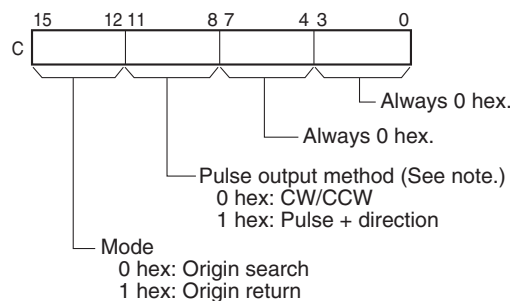 15 12 11 8 7 4 3 0
C
Always 0 hex.
Always 0 hex.
Pulse output method (See note.)
0 hex: CW/CCW
1 hex: Pulse + direction
Mode
0 hex: Origin search
1 hex: Origin return